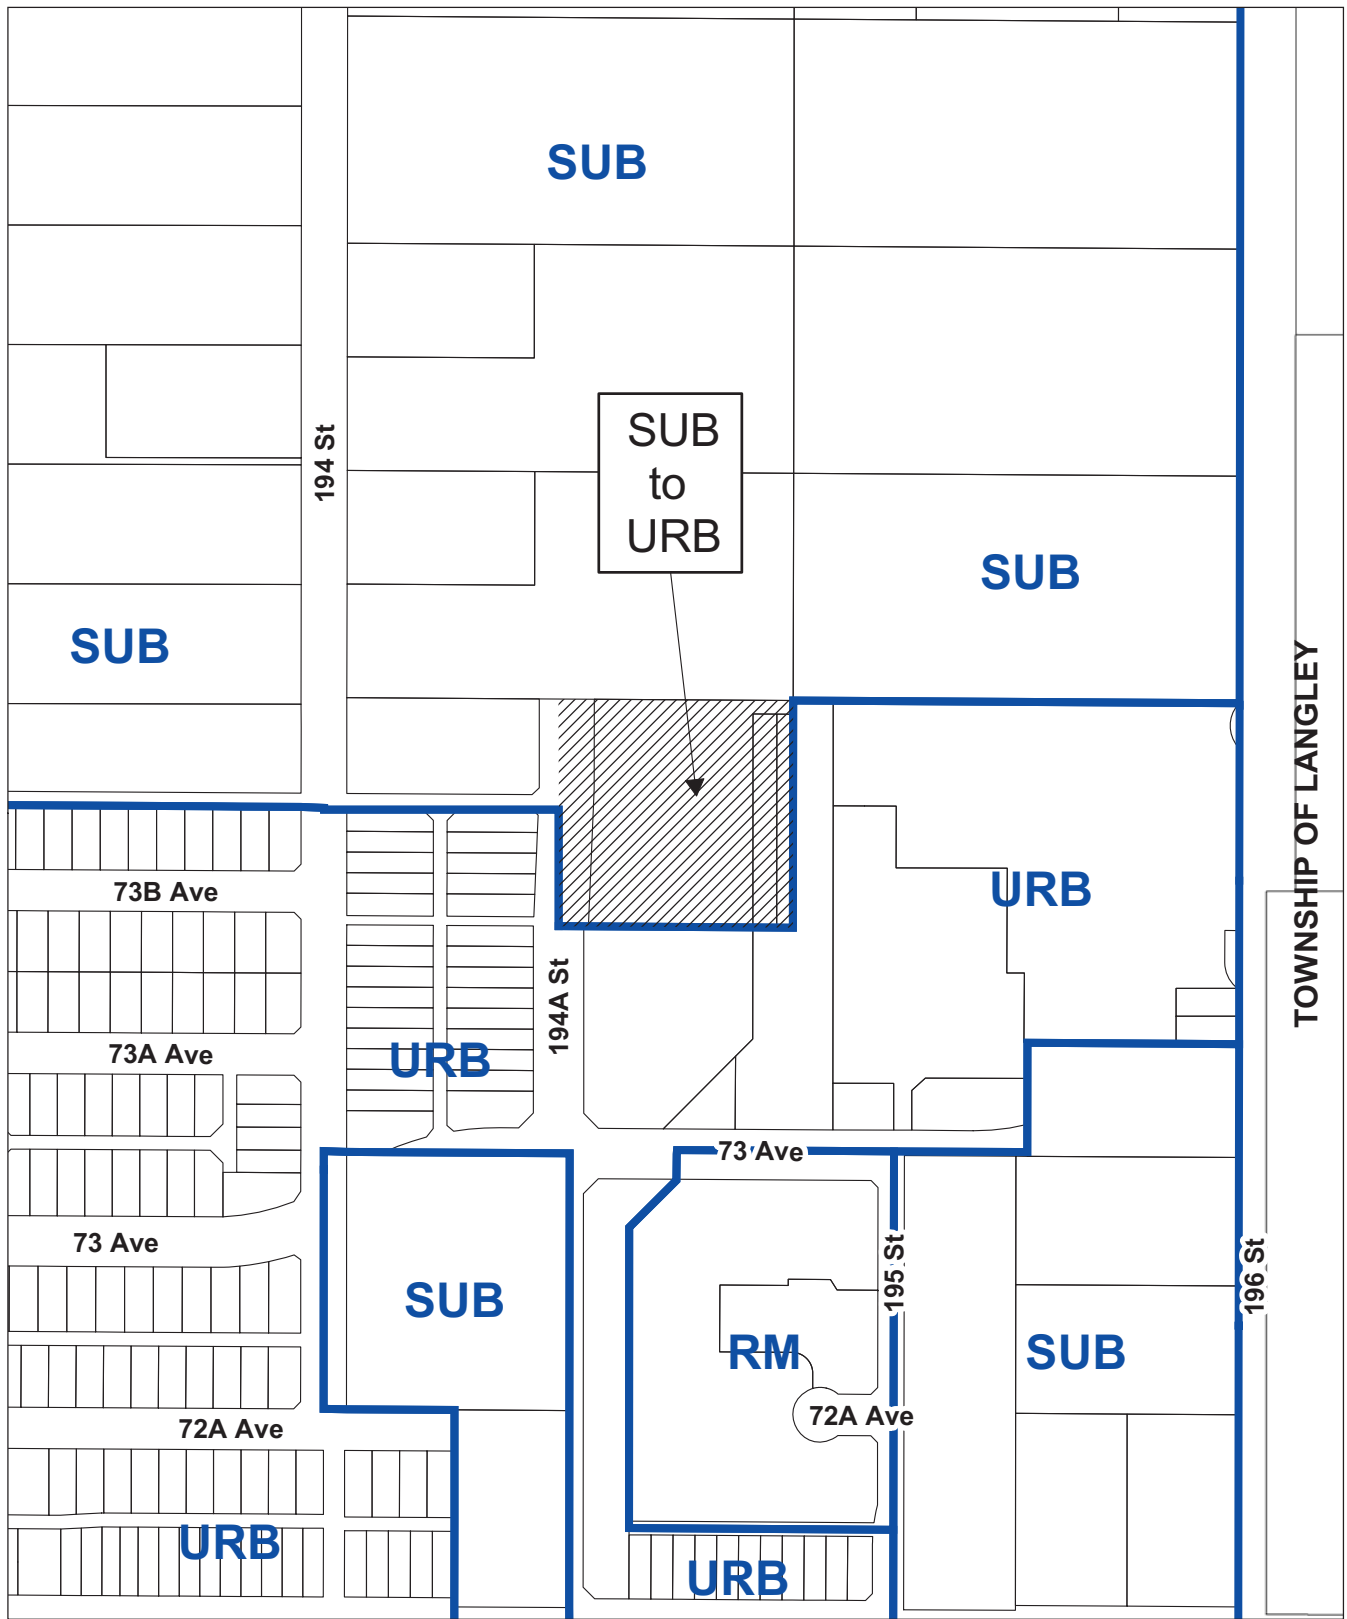 SUB
SUB
to
URB
194 St
SUB
SUB
TOWNSHIP OF LANGLEY
73B Ave
URB
194A St
73A Ave
URB
73 Ave
73 Ave
195 St
196 St
SUB
RM
SUB
72A Ave
72A Ave
URB
URB